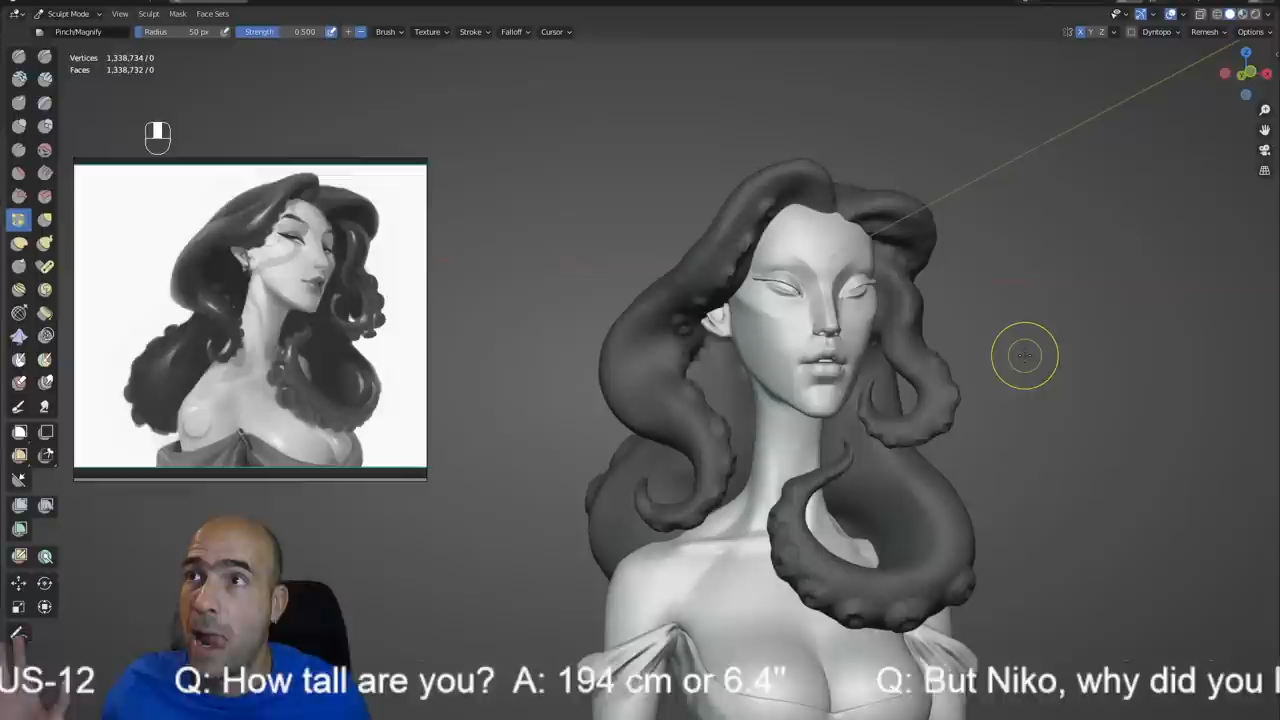 Sculpt Mode View Sculpt Mask Face Sets
Pinch/Magnify Radius 50 px Strength 0.500 Brush Texture Stroke Falloff Cursor X Y Z Dyntopo Remesh Options
Vertices 1,338,734 / 0
Faces 1,338,732 / 0
US-12 Q: How tall are you? A: 194 cm or 6.4" Q: But Niko, why did you